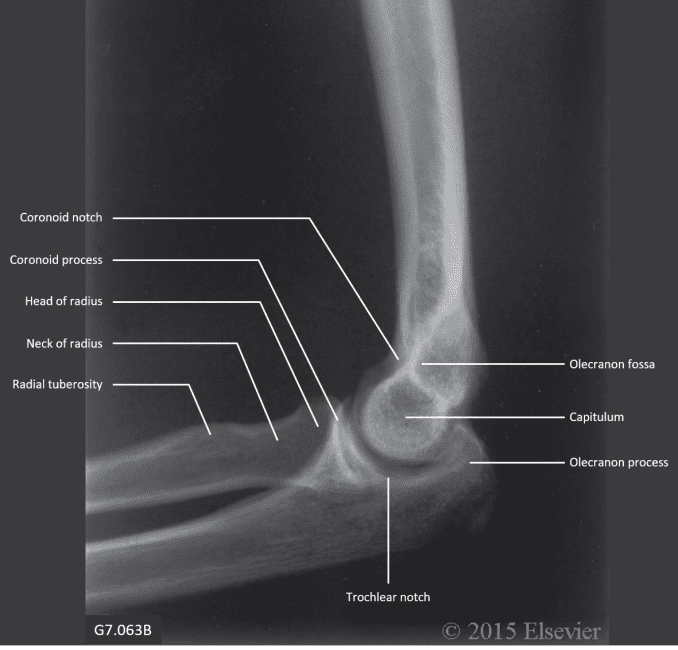 Coronoid notch
Coronoid process
Head of radius
Neck of radius
Radial tuberosity
Olecranon fossa
Capitulum
Olecranon process
Trochlear notch
G7.063B
© 2015 Elsevier